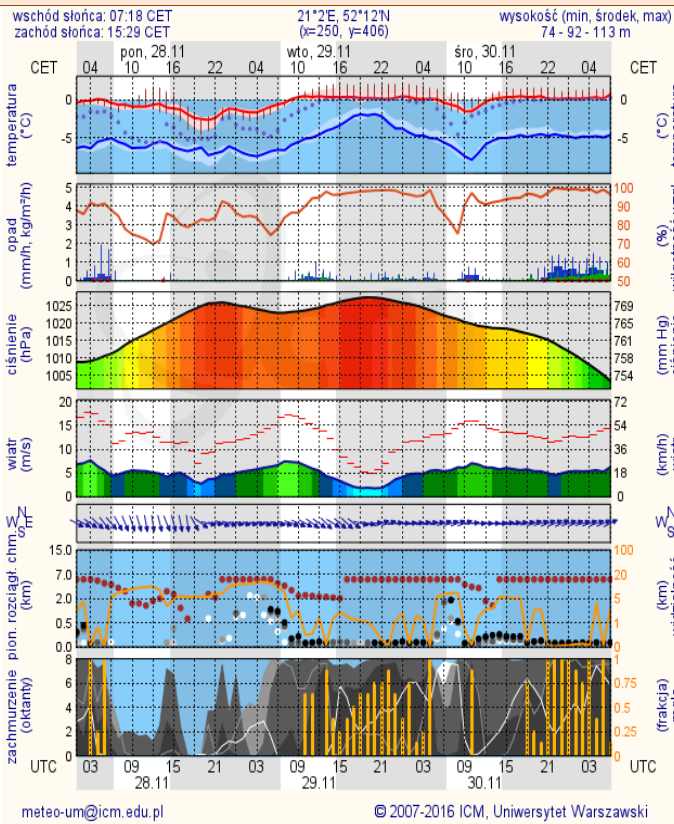 wschód słońca: 07:18 CET 21°2'E, 52°12'N wysokość (min, środek, max)
zachód słońca: 15:29 CET (x=250, y=406) 74 - 92 - 113 m
pon, 28.11 wto, 29.11 śro, 30.11
CET 04 10 16 22 04 10 16 22 04 10 16 22 04 CET
temperatura
(°C)
0
-5
0
-5
(°C)
opad
(mm/h, kg/m²/h)
5
4
3
2
1
0
100
90
80
70
60
50
(%)
ciśnienie
(hPa)
1025
1020
1015
1010
1005
769
765
761
758
754
(mm Hg)
wiatr
(m/s)
20
15
10
5
0
72
54
36
18
0
(km/h)
N
W E
S
N
W
S
pion. rozciągł. chm.
(km)
15.0
7.0
2.0
0.5
0.0
100
20
5
1
0
(km)
zachmurzenie
(oktanty)
8
6
4
2
0
1
0.75
0.5
0.25
0
(frakcja)
UTC 03 09 15 21 03 09 15 21 03 09 15 21 03 UTC
28.11 29.11 30.11
meteo-um@icm.edu.pl © 2007-2016 ICM, Uniwersytet Warszawski